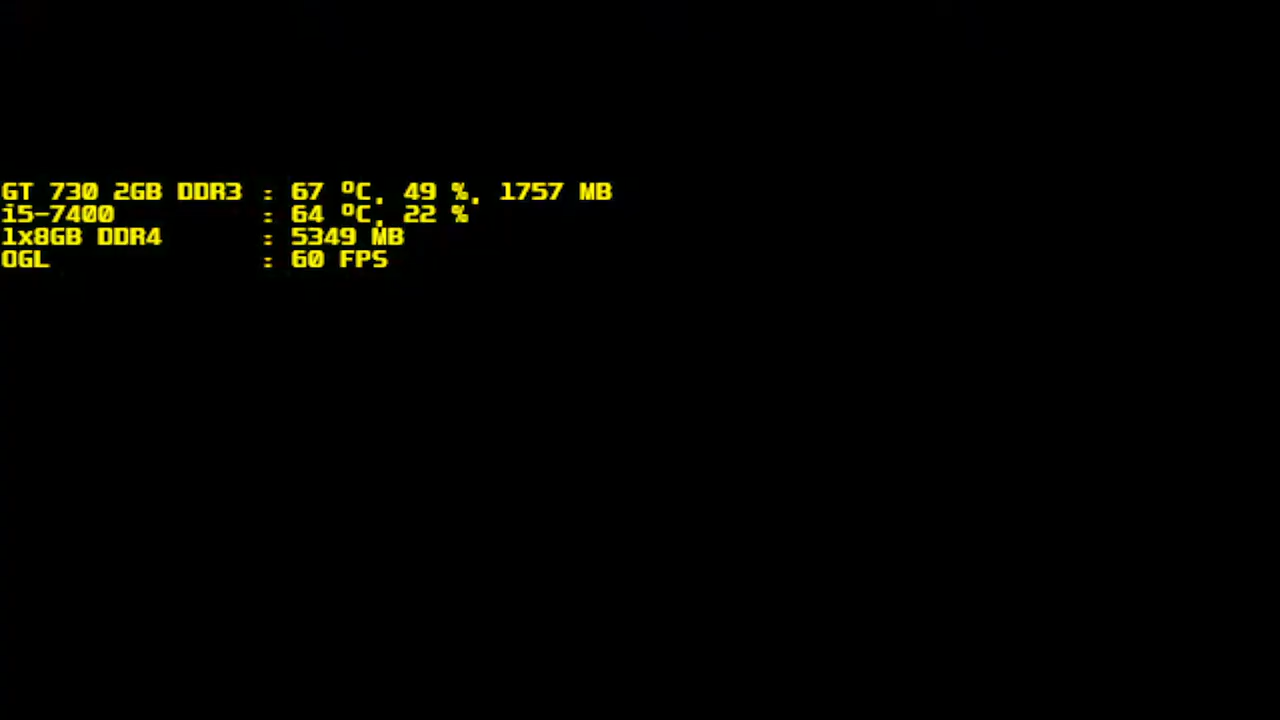 GT 730 2GB DDR3 : 67 ºC, 49 %, 1757 MB
i5-7400 : 64 ºC, 22 %
1x8GB DDR4 : 5349 MB
OGL : 60 FPS